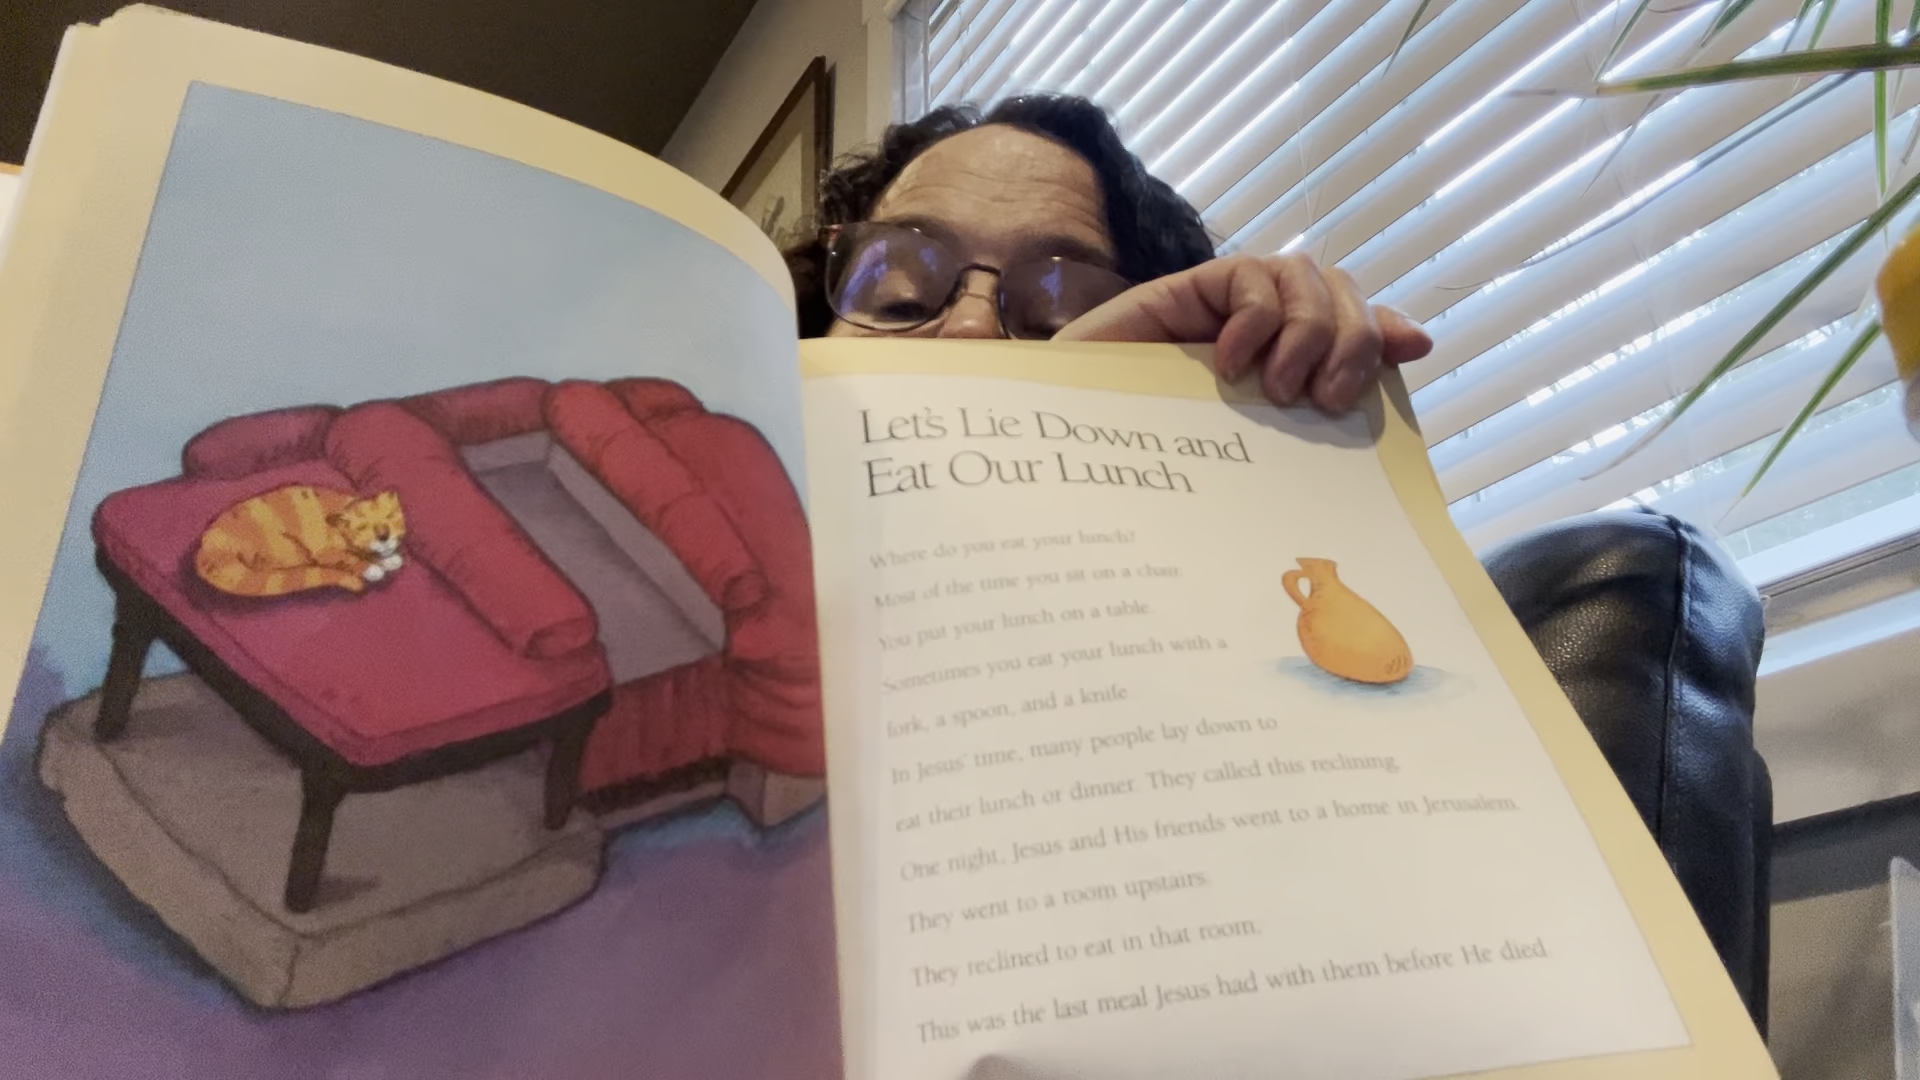 Let's Lie Down and
Eat Our Lunch
Where do you eat your lunch?
Most of the time you sit on a chair.
You put your lunch on a table.
Sometimes you eat your lunch with a
fork, a spoon, and a knife.
In Jesus' time, many people lay down to
eat their lunch or dinner. They called this reclining.
One night, Jesus and His friends went to a home in Jerusalem.
They went to a room upstairs.
They reclined to eat in that room.
This was the last meal Jesus had with them before He died.